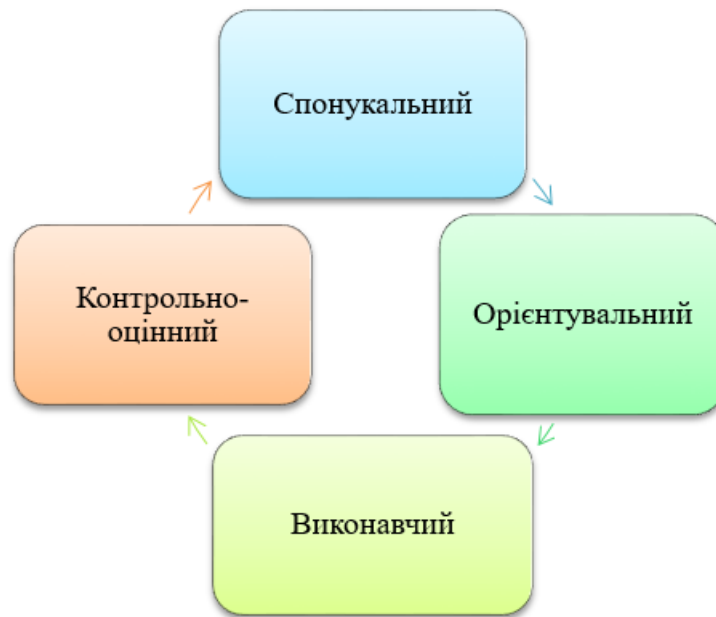 Спонукальний
Орієнтувальний
Виконавчий
Контрольно-
оцінний